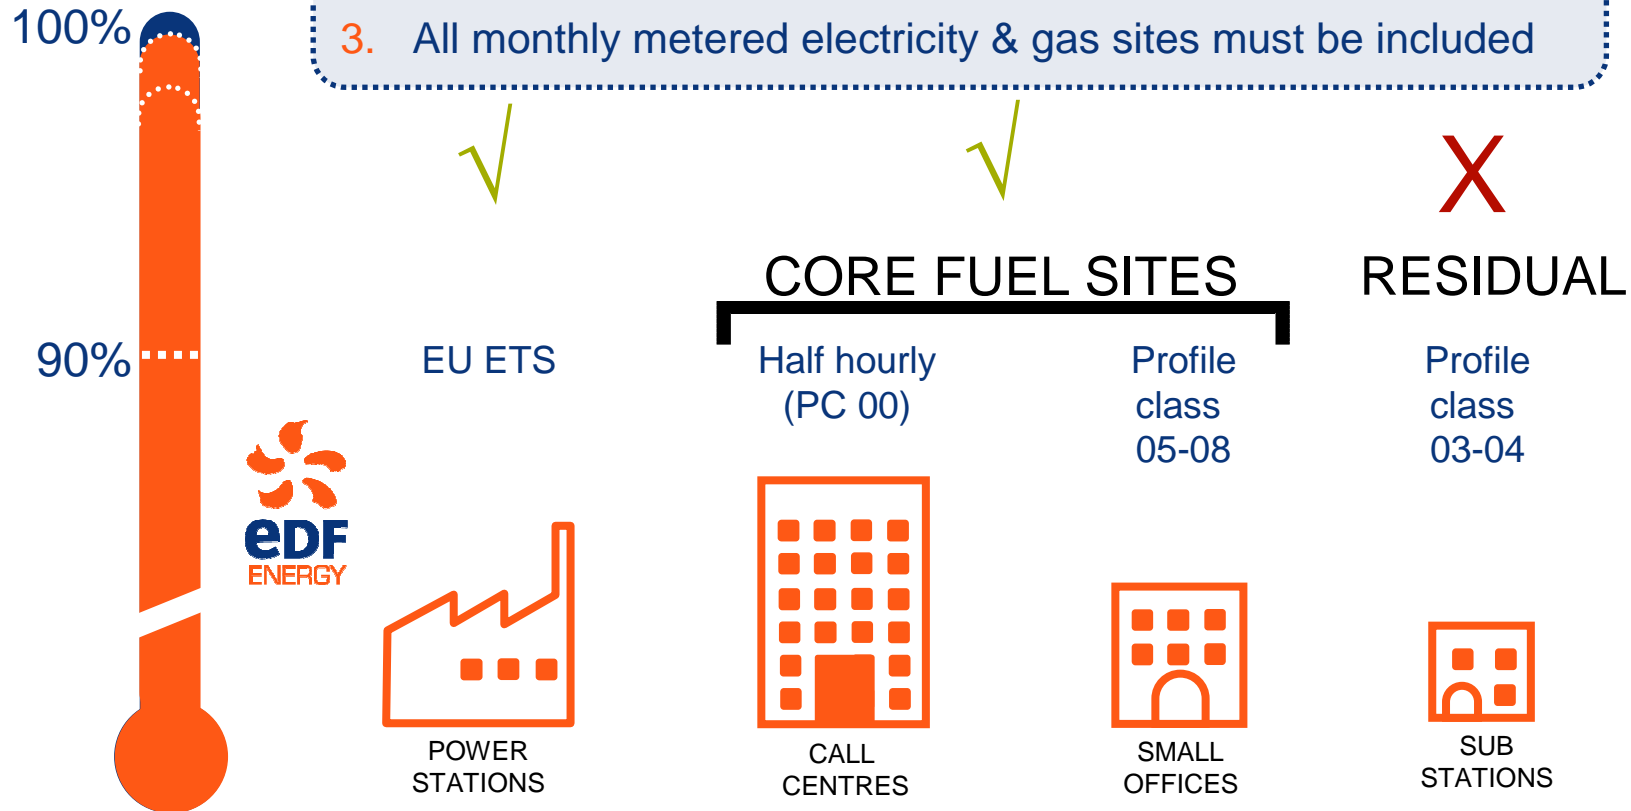 100%
3. All monthly metered electricity & gas sites must be included
√ √ X
CORE FUEL SITES
RESIDUAL
90%
EU ETS
Half hourly
(PC 00)
Profile
class
05-08
Profile
class
03-04
eDF
ENERGY
POWER
STATIONS
CALL
CENTRES
SMALL
OFFICES
SUB
STATIONS